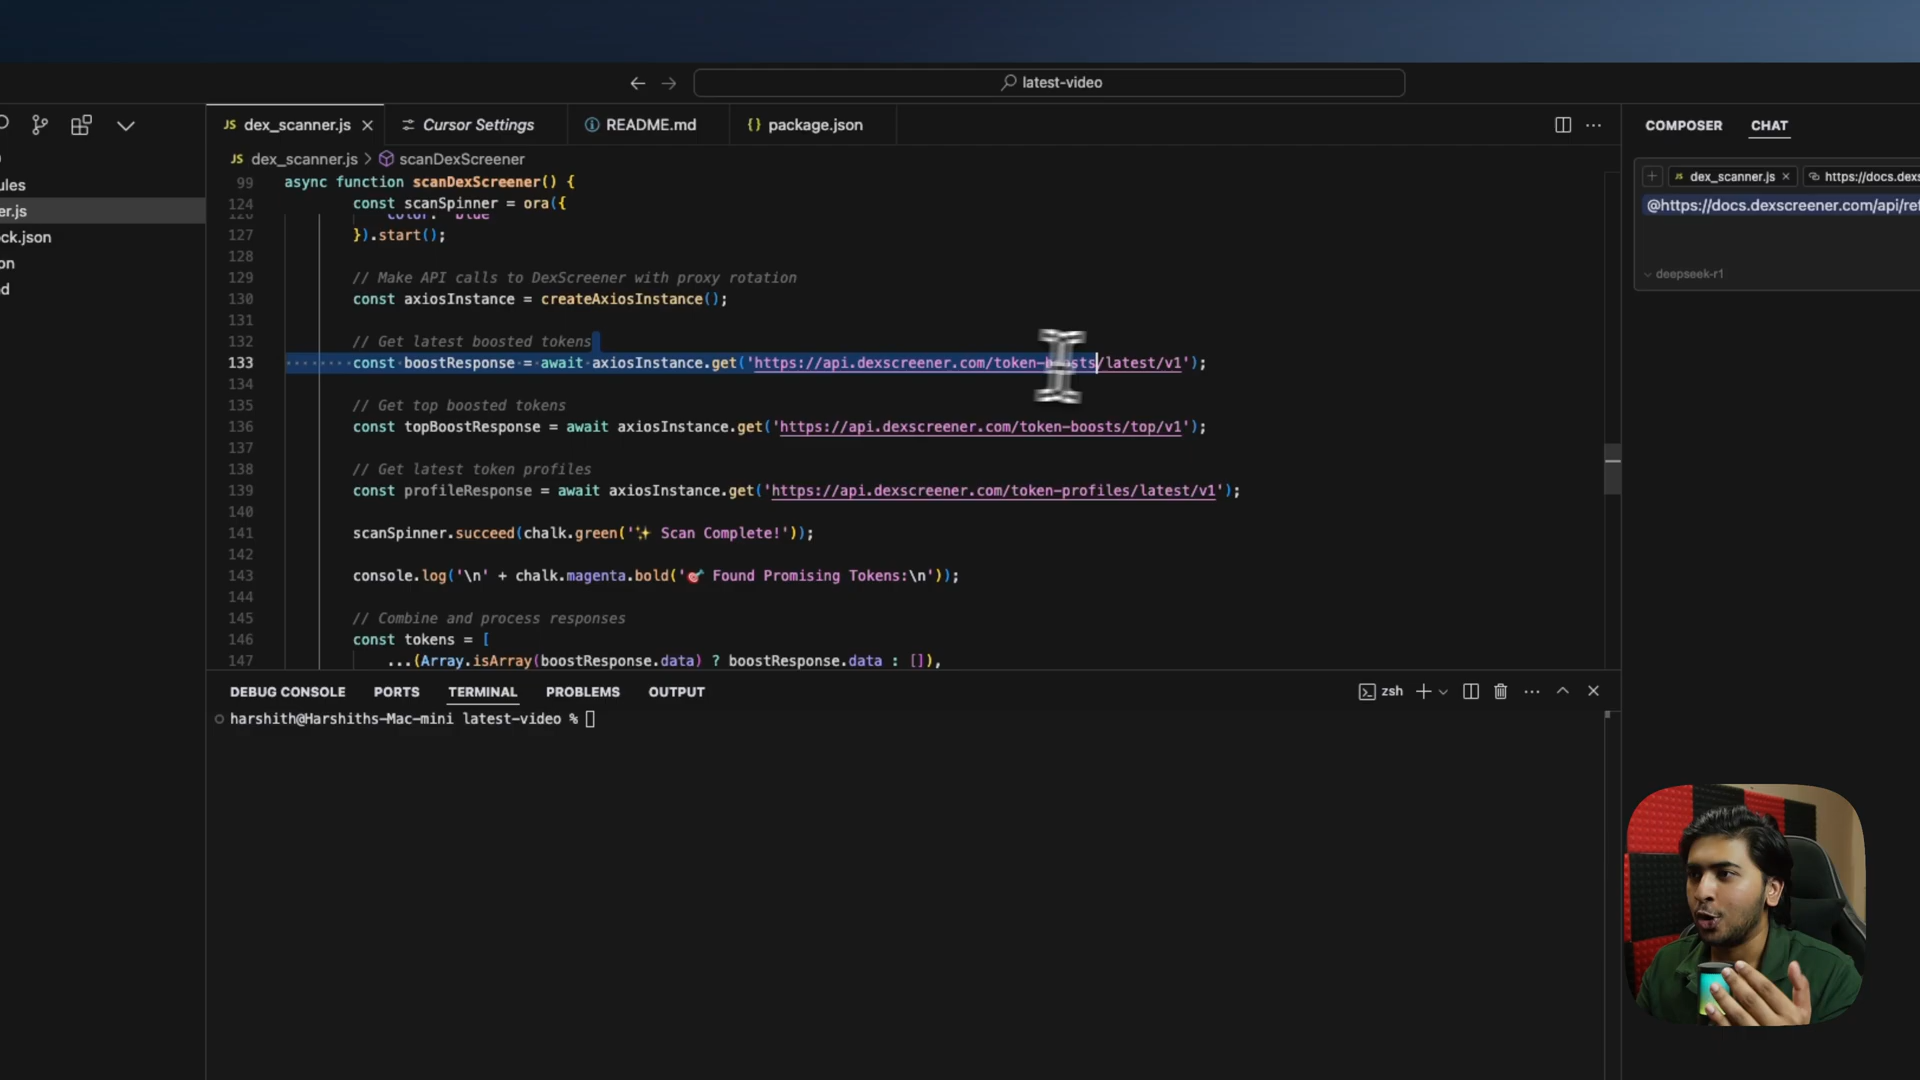 latest-video
dex_scanner.js
Cursor Settings
README.md
package.json
COMPOSER
CHAT
dex_scanner.js > scanDexScreener
ules
er.js
ck.json
on
d
99 async function scanDexScreener() {
124 const scanSpinner = ora({
127 }).start();
128
129 // Make API calls to DexScreener with proxy rotation
130 const axiosInstance = createAxiosInstance();
131
132 // Get latest boosted tokens
133 const boostResponse = await axiosInstance.get('https://api.dexscreener.com/token-boosts/latest/v1');
134
135 // Get top boosted tokens
136 const topBoostResponse = await axiosInstance.get('https://api.dexscreener.com/token-boosts/top/v1');
137
138 // Get latest token profiles
139 const profileResponse = await axiosInstance.get('https://api.dexscreener.com/token-profiles/latest/v1');
140
141 scanSpinner.succeed(chalk.green('✨ Scan Complete!'));
142
143 console.log('\n' + chalk.magenta.bold('🎯 Found Promising Tokens:\n'));
144
145 // Combine and process responses
146 const tokens = [
147 ...(Array.isArray(boostResponse.data) ? boostResponse.data : []),
dex_scanner.js
https://docs.dexs
@https://docs.dexscreener.com/api/ref
deepseek-r1
DEBUG CONSOLE
PORTS
TERMINAL
PROBLEMS
OUTPUT
zsh
harshith@Harshiths-Mac-mini latest-video %